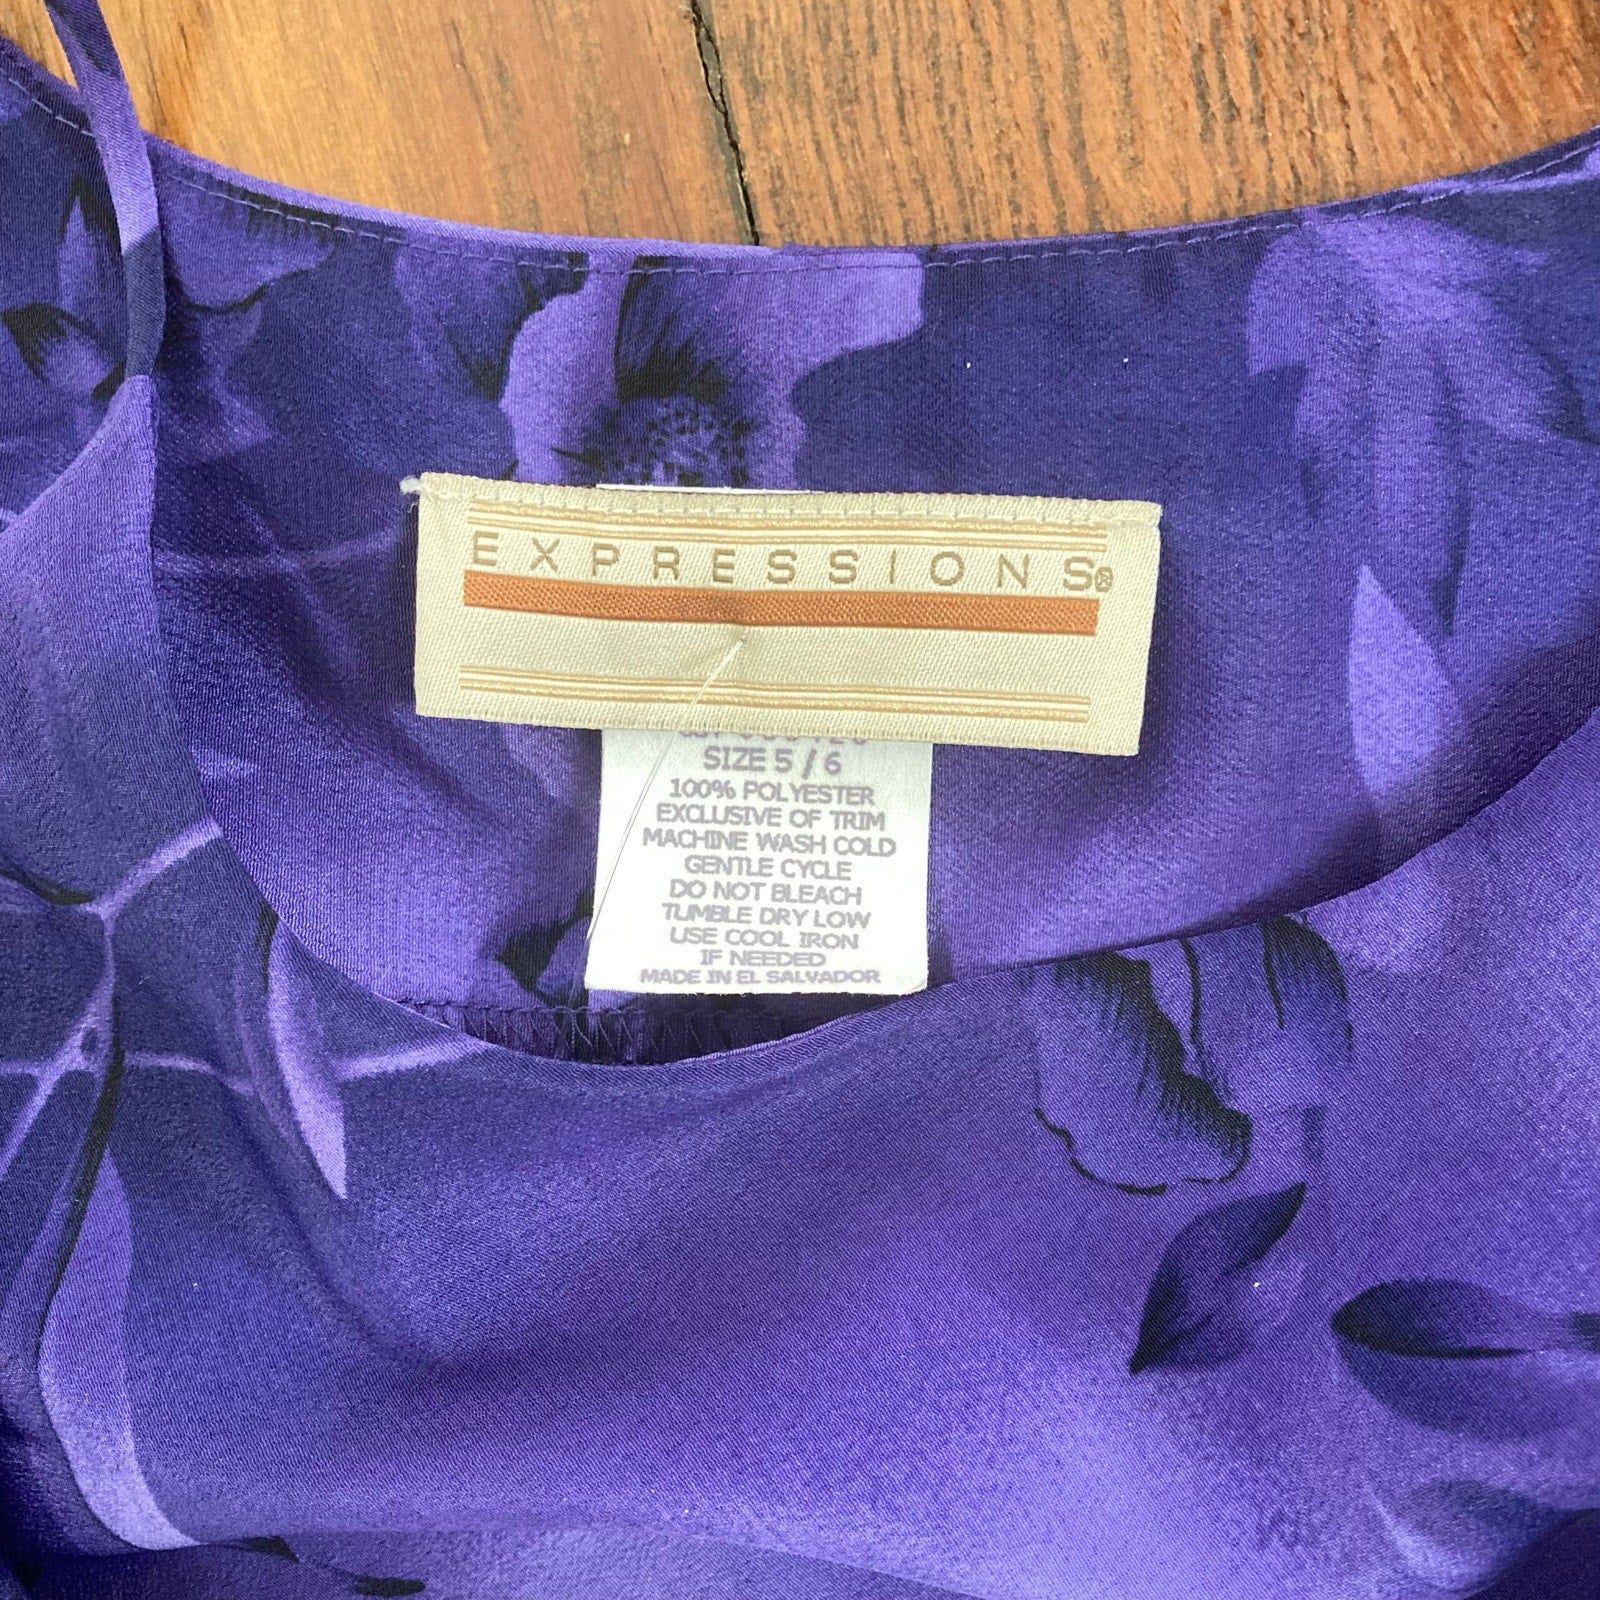 EXPRESSIONS®
SIZE 5 / 6
100% POLYESTER
EXCLUSIVE OF TRIM
MACHINE WASH COLD
GENTLE CYCLE
DO NOT BLEACH
TUMBLE DRY LOW
USE COOL IRON
IF NEEDED
MADE IN EL SALVADOR